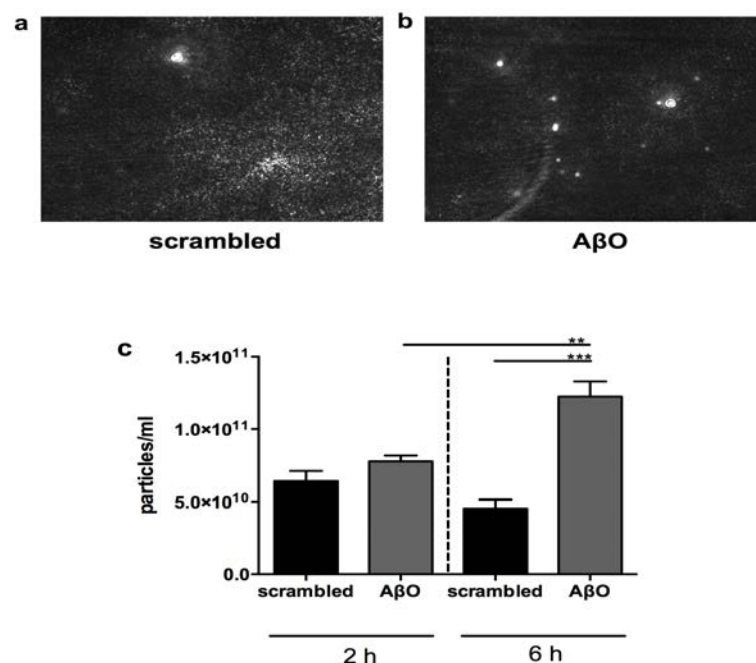 a
b
scrambled
AβO
c
**
***
1.5×10¹¹
1.0×10¹¹
5.0×10¹⁰
0.0
particles/ml
scrambled AβO scrambled AβO
2 h 6 h